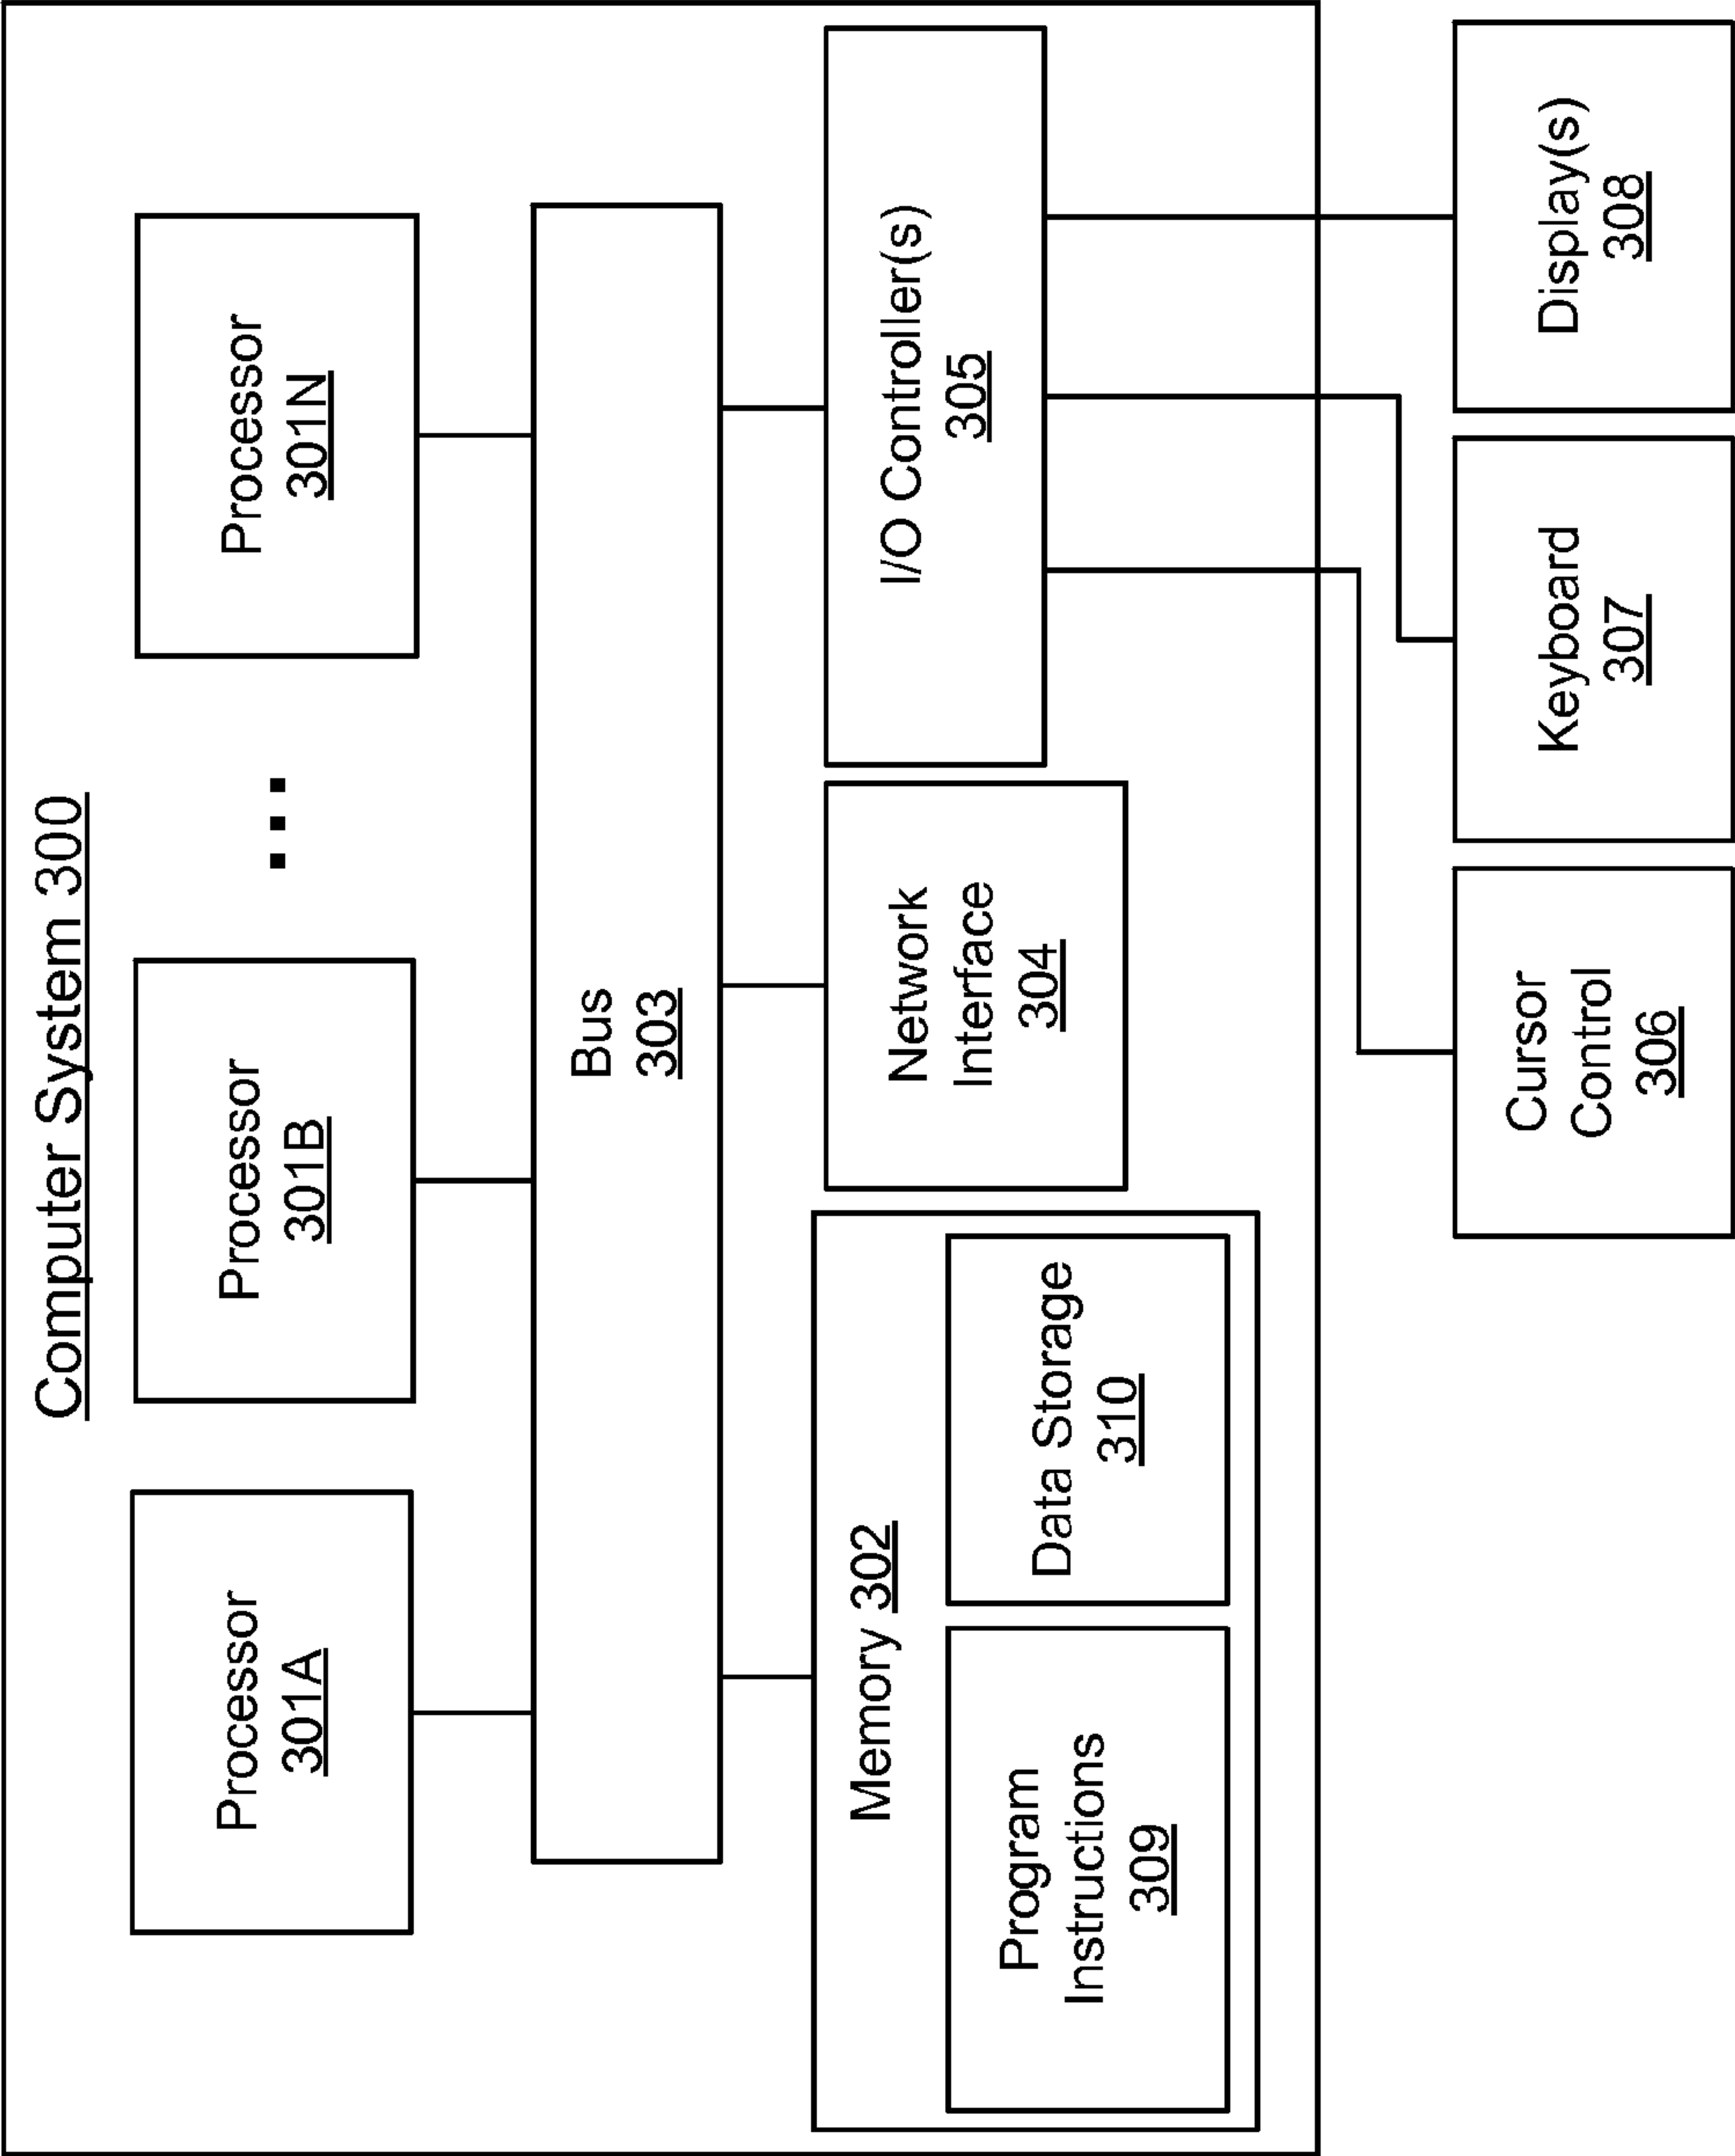 Computer System 300
Processor
301A
Processor
301B
...
Processor
301N
Bus
303
Memory 302
Program
Instructions
309
Data Storage
310
Network
Interface
304
I/O Controller(s)
305
Cursor
Control
306
Keyboard
307
Display(s)
308